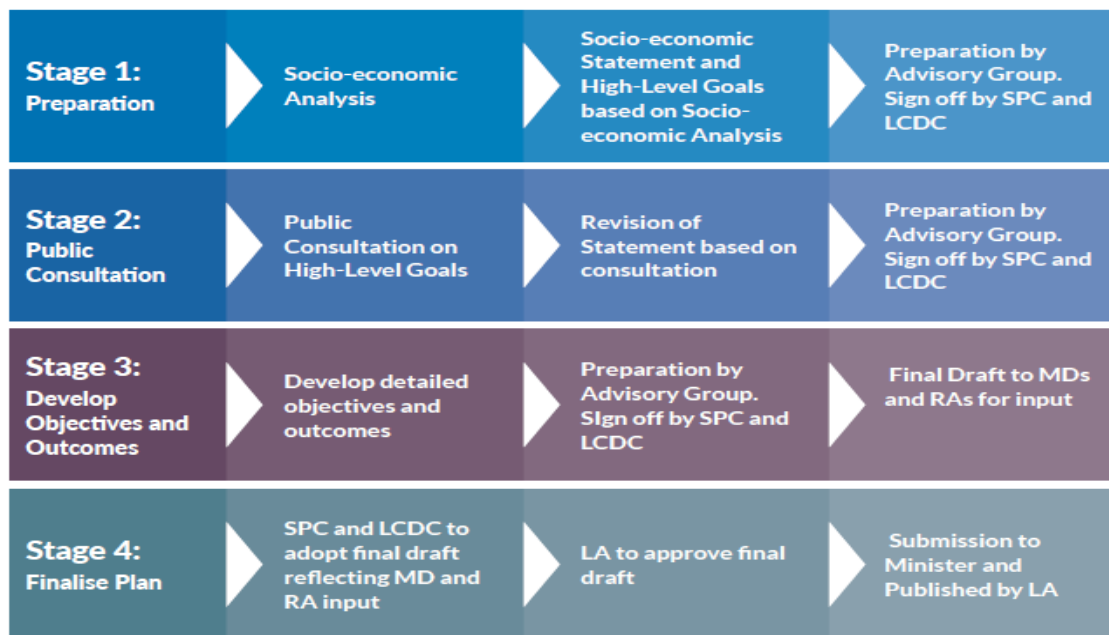 Stage 1:
Preparation
Socio-economic
Analysis
Socio-economic
Statement and
High-Level Goals
based on Socio-
economic Analysis
Preparation by
Advisory Group.
Sign off by SPC and
LCDC
Stage 2:
Public
Consultation
Public
Consultation on
High-Level Goals
Revision of
Statement based on
consultation
Preparation by
Advisory Group.
Sign off by SPC and
LCDC
Stage 3:
Develop
Objectives and
Outcomes
Develop detailed
objectives and
outcomes
Preparation by
Advisory Group.
SIgn off by SPC and
LCDC
Final Draft to MDs
and RAs for input
Stage 4:
Finalise Plan
SPC and LCDC to
adopt final draft
reflecting MD and
RA input
LA to approve final
draft
Submission to
Minister and
Published by LA